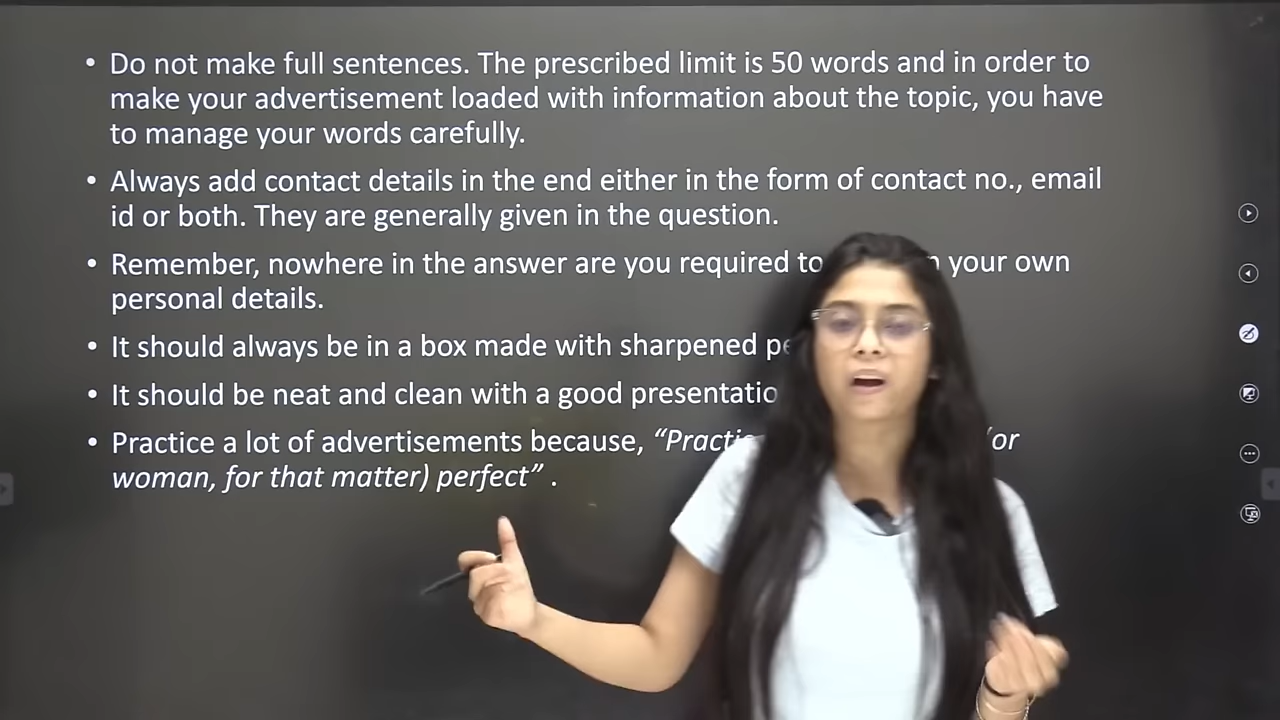 • Do not make full sentences. The prescribed limit is 50 words and in order to
make your advertisement loaded with information about the topic, you have
to manage your words carefully.
• Always add contact details in the end either in the form of contact no., email
id or both. They are generally given in the question.
• Remember, nowhere in the answer are you required to your own
personal details.
• It should always be in a box made with sharpened
• It should be neat and clean with a good
• Practice a lot of advertisements because, (or
woman, for that matter) perfect” .